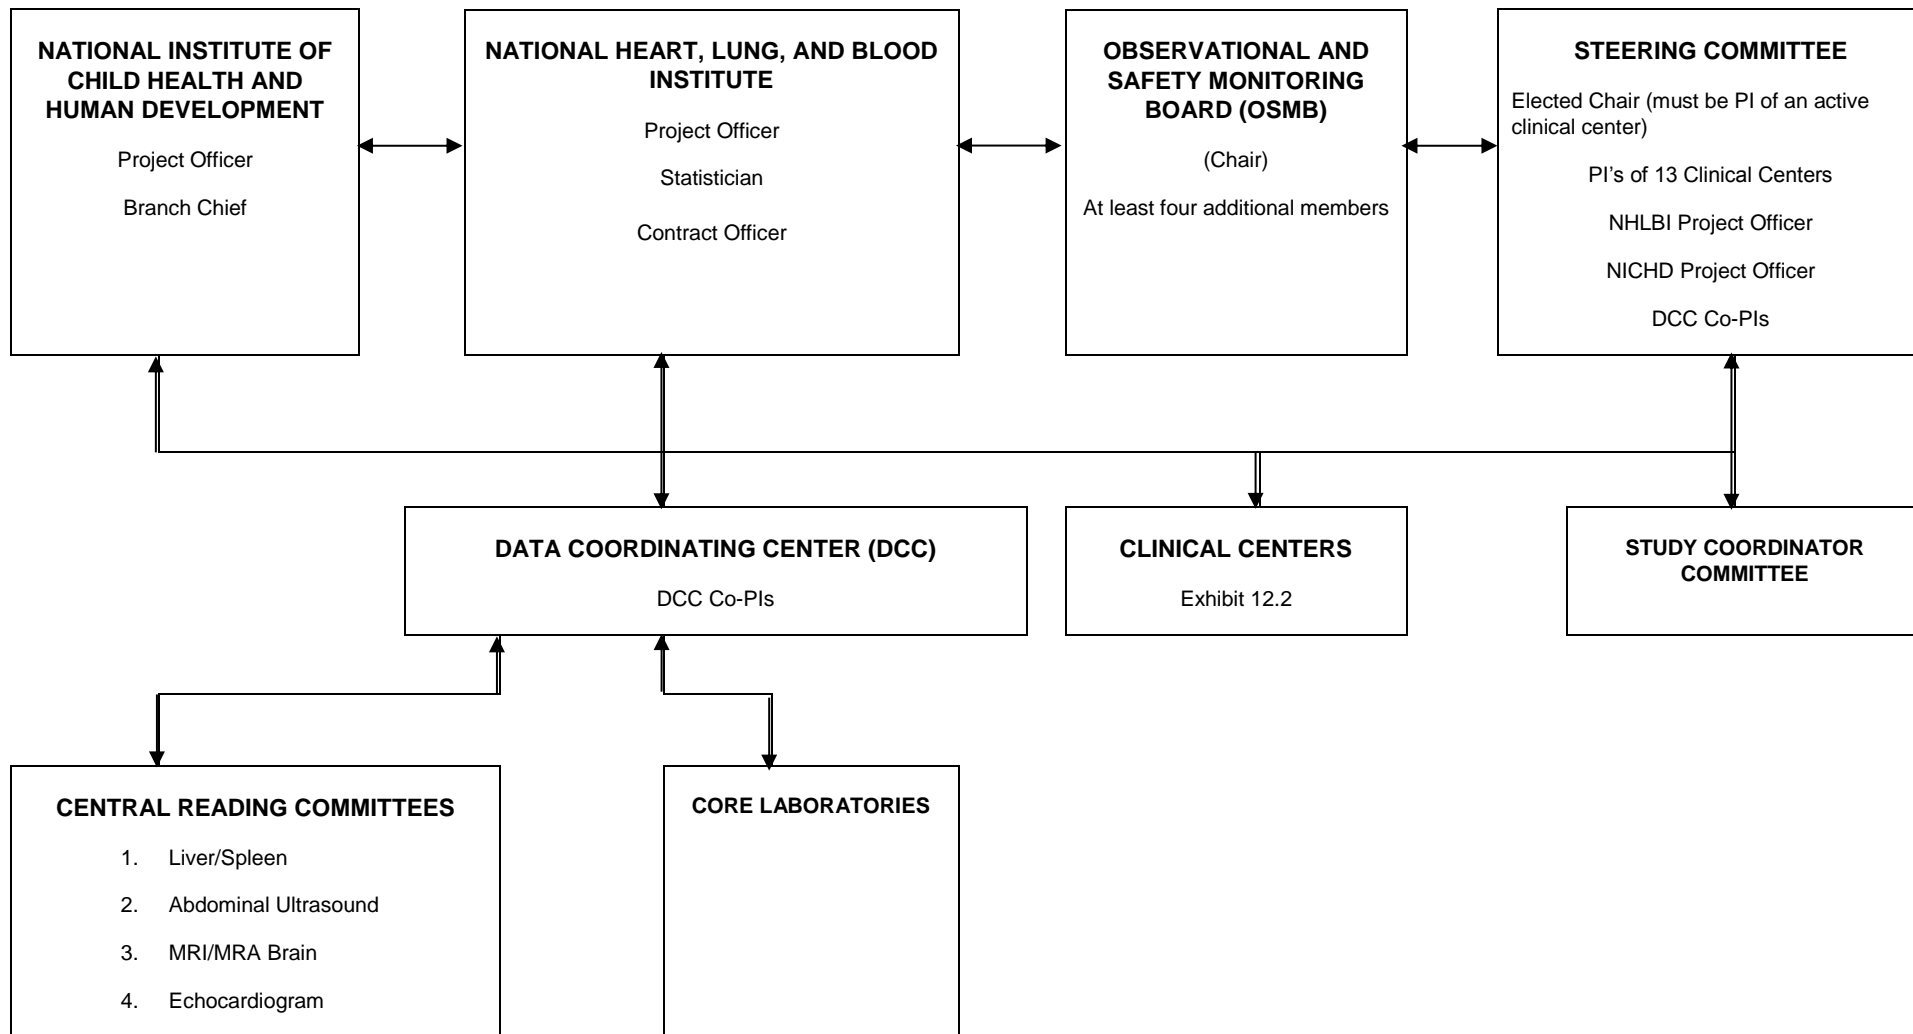 NATIONAL INSTITUTE OF
CHILD HEALTH AND
HUMAN DEVELOPMENT
Project Officer
Branch Chief
NATIONAL HEART, LUNG, AND BLOOD
INSTITUTE
Project Officer
Statistician
Contract Officer
OBSERVATIONAL AND
SAFETY MONITORING
BOARD (OSMB)
(Chair)
At least four additional members
STEERING COMMITTEE
Elected Chair (must be PI of an active
clinical center)
PI’s of 13 Clinical Centers
NHLBI Project Officer
NICHD Project Officer
DCC Co-PIs
DATA COORDINATING CENTER (DCC)
DCC Co-PIs
CLINICAL CENTERS
Exhibit 12.2
STUDY COORDINATOR
COMMITTEE
CENTRAL READING COMMITTEES
1. Liver/Spleen
2. Abdominal Ultrasound
3. MRI/MRA Brain
4. Echocardiogram
CORE LABORATORIES